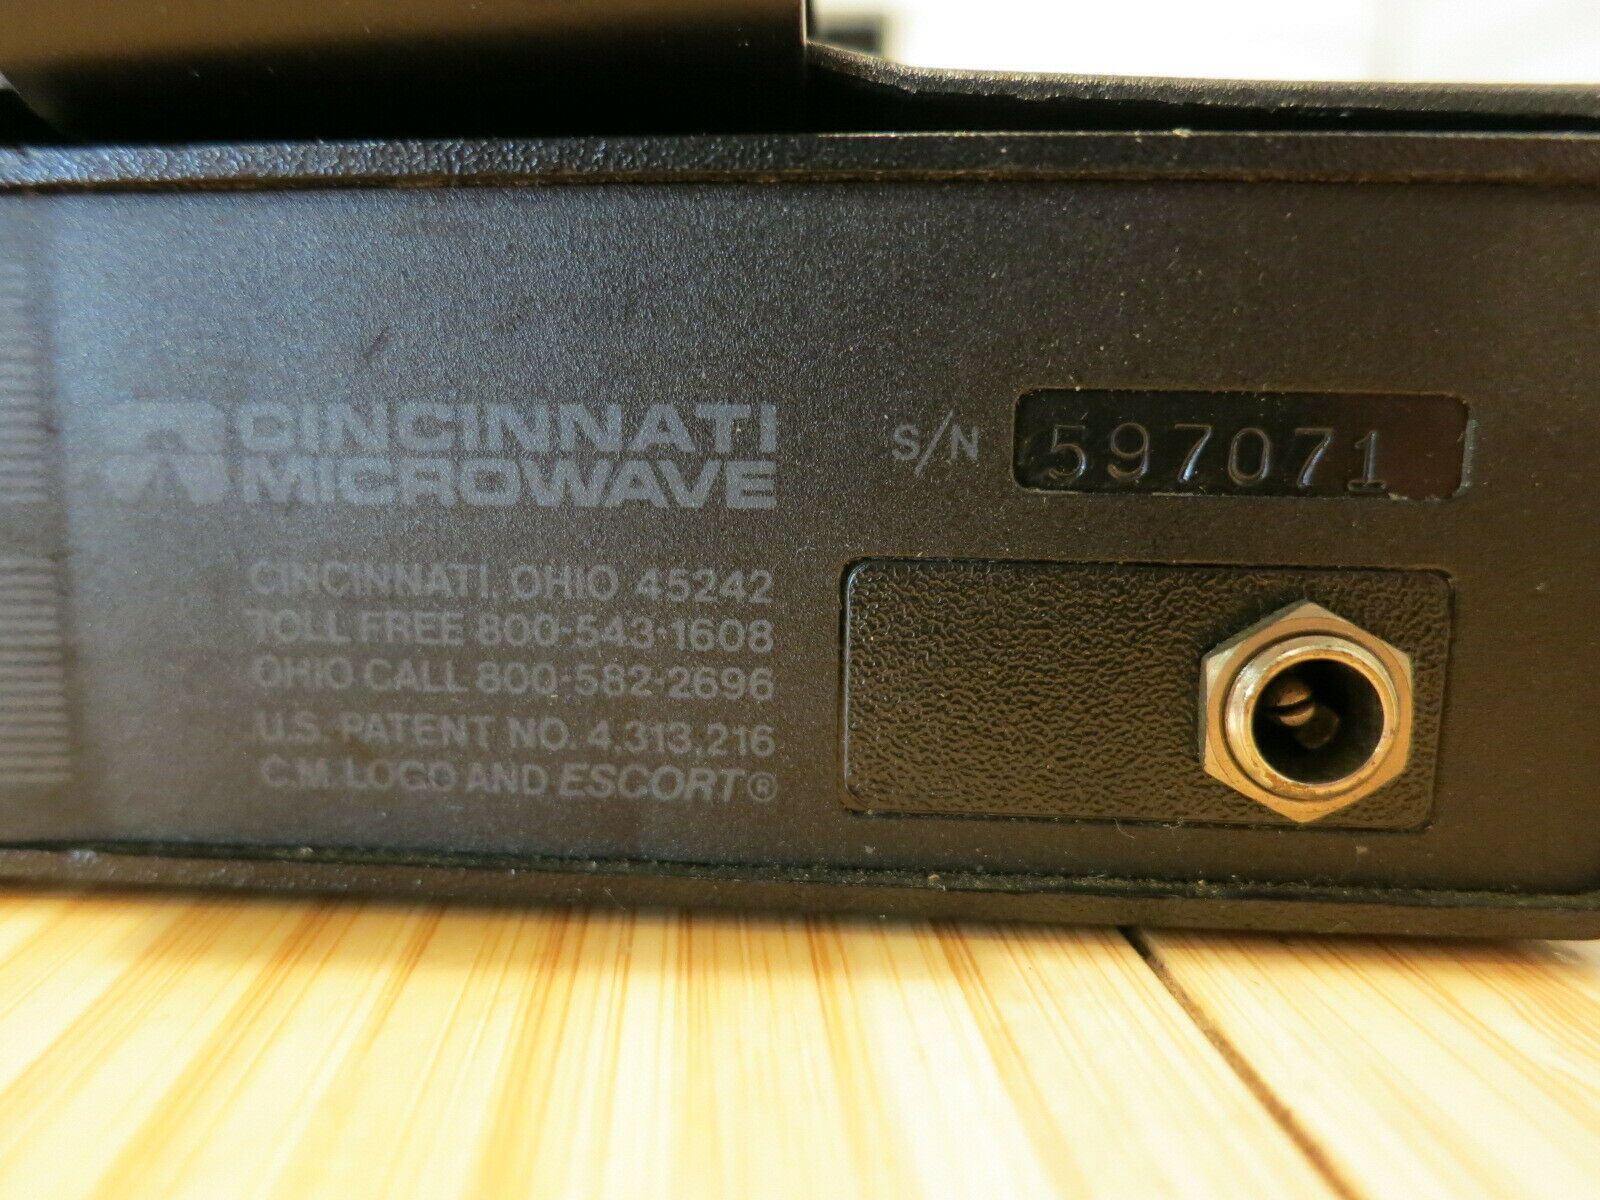 CINCINNATI
MICROWAVE
CINCINNATI, OHIO 45242
TOLL FREE 800-543-1608
OHIO CALL 800-582-2696
U.S. PATENT NO. 4,313,216
C.M. LOGO AND ESCORT®
S/N 597071